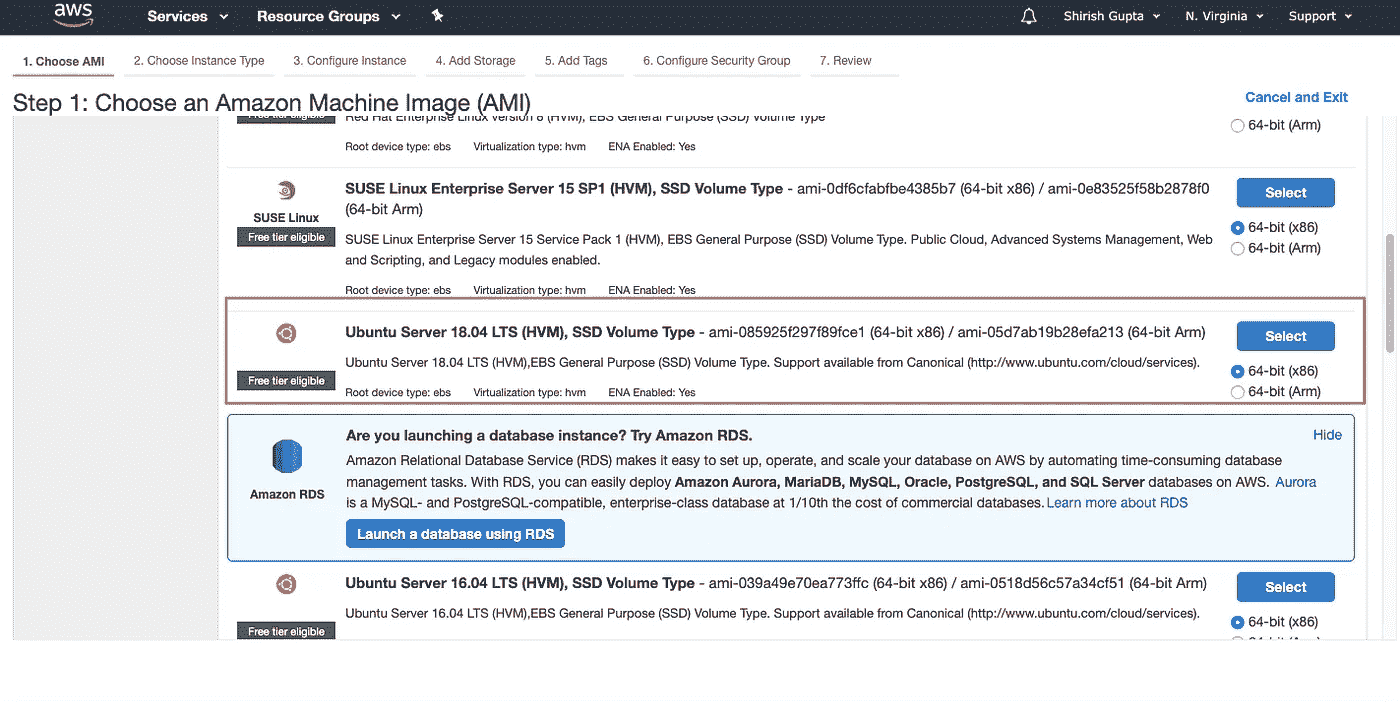 aws
Services Resource Groups Shirish Gupta N. Virginia Support
1. Choose AMI 2. Choose Instance Type 3. Configure Instance 4. Add Storage 5. Add Tags 6. Configure Security Group 7. Review
Step 1: Choose an Amazon Machine Image (AMI)
Cancel and Exit
Free tier eligible
Red Hat Enterprise Linux version 8 (HVM), EBS General Purpose (SSD) Volume Type
64-bit (Arm)
Root device type: ebs Virtualization type: hvm ENA Enabled: Yes
SUSE Linux
Free tier eligible
SUSE Linux Enterprise Server 15 SP1 (HVM), SSD Volume Type - ami-0df6cfabfbe4385b7 (64-bit x86) / ami-0e83525f58b2878f0
(64-bit Arm)
SUSE Linux Enterprise Server 15 Service Pack 1 (HVM), EBS General Purpose (SSD) Volume Type. Public Cloud, Advanced Systems Management, Web
and Scripting, and Legacy modules enabled.
Root device type: ebs Virtualization type: hvm ENA Enabled: Yes
Select
64-bit (x86)
64-bit (Arm)
Free tier eligible
Ubuntu Server 18.04 LTS (HVM), SSD Volume Type - ami-085925f297f89fce1 (64-bit x86) / ami-05d7ab19b28efa213 (64-bit Arm)
Ubuntu Server 18.04 LTS (HVM),EBS General Purpose (SSD) Volume Type. Support available from Canonical (http://www.ubuntu.com/cloud/services).
Root device type: ebs Virtualization type: hvm ENA Enabled: Yes
Select
64-bit (x86)
64-bit (Arm)
Amazon RDS
Are you launching a database instance? Try Amazon RDS.
Hide
Amazon Relational Database Service (RDS) makes it easy to set up, operate, and scale your database on AWS by automating time-consuming database
management tasks. With RDS, you can easily deploy Amazon Aurora, MariaDB, MySQL, Oracle, PostgreSQL, and SQL Server databases on AWS. Aurora
is a MySQL- and PostgreSQL-compatible, enterprise-class database at 1/10th the cost of commercial databases. Learn more about RDS
Launch a database using RDS
Free tier eligible
Ubuntu Server 16.04 LTS (HVM), SSD Volume Type - ami-039a49e70ea773ffc (64-bit x86) / ami-0518d56c57a34cf51 (64-bit Arm)
Ubuntu Server 16.04 LTS (HVM),EBS General Purpose (SSD) Volume Type. Support available from Canonical (http://www.ubuntu.com/cloud/services).
Select
64-bit (x86)